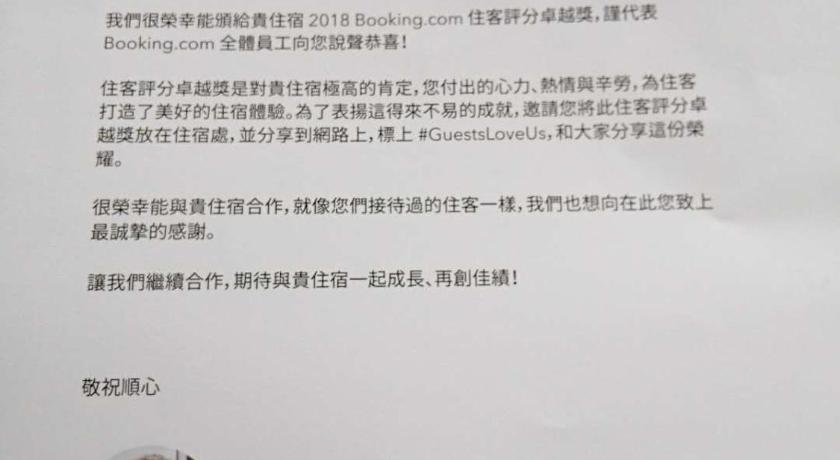 我們很榮幸能頒給貴住宿 2018 Booking.com 住客評分卓越獎，謹代表
Booking.com 全體員工向您說聲恭喜！
住客評分卓越獎是對貴住宿極高的肯定，您付出的心力、熱情與辛勞，為住客
打造了美好的住宿體驗。為了表揚這得來不易的成就，邀請您將此住客評分卓
越獎放在住宿處，並分享到網路上，標上 #GuestsLoveUs，和大家分享這份榮
耀。
很榮幸能與貴住宿合作，就像您們接待過的住客一樣，我們也想向在此您致上
最誠摯的感謝。
讓我們繼續合作，期待與貴住宿一起成長、再創佳績！
敬祝順心